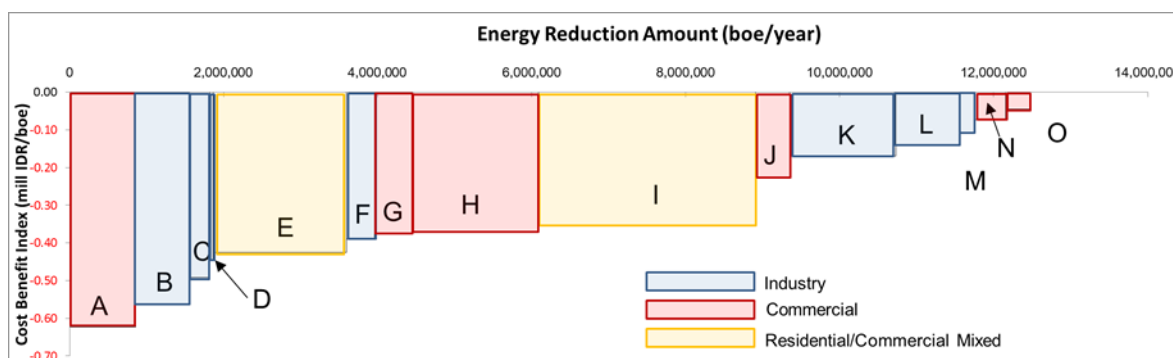 Energy Reduction Amount (boe/year)
0 2,000,000 4,000,000 6,000,000 8,000,000 10,000,000 12,000,000 14,000,000
Cost Benefit Index (mill IDR/boe)
0.00
-0.10
-0.20
-0.30
-0.40
-0.50
-0.60
-0.70
A B C D E F G H I J K L M N O
Industry
Commercial
Residential/Commercial Mixed